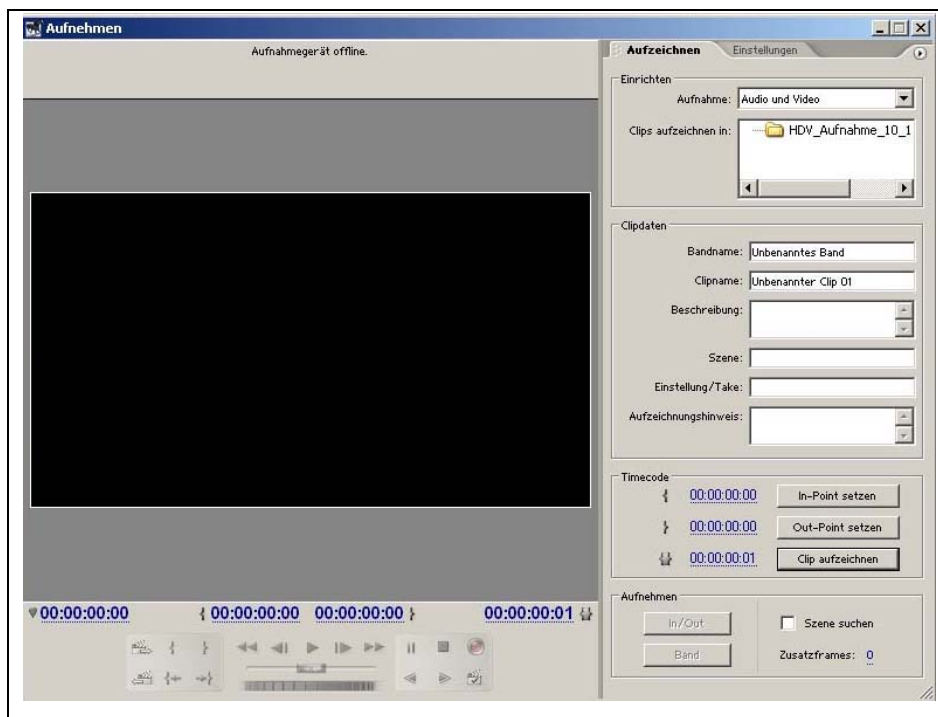 Aufnehmen
Aufnahmegerät offline.
Aufzeichnen Einstellungen
Einrichten
Aufnahme: Audio und Video
Clips aufzeichnen in: HDV_Aufnahme_10_1
Clipdaten
Bandname: Unbenanntes Band
Clipname: Unbenannter Clip 01
Beschreibung:
Szene:
Einstellung/Take:
Aufzeichnungshinweis:
Timecode
{ 00:00:00:00 In-Point setzen
} 00:00:00:00 Out-Point setzen
{} 00:00:00:01 Clip aufzeichnen
Aufnehmen
In/Out Szene suchen
Band Zusatzframes: 0
00:00:00:00 { 00:00:00:00 00:00:00:00 } 00:00:00:01 {}